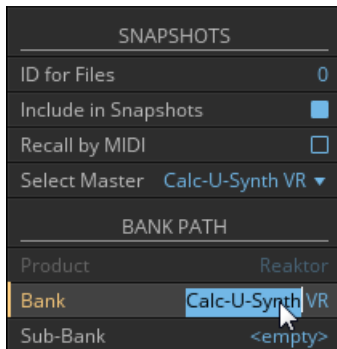 SNAPSHOTS
ID for Files 0
Include in Snapshots
Recall by MIDI
Select Master Calc-U-Synth VR
BANK PATH
Product Reaktor
Bank Calc-U-Synth VR
Sub-Bank <empty>